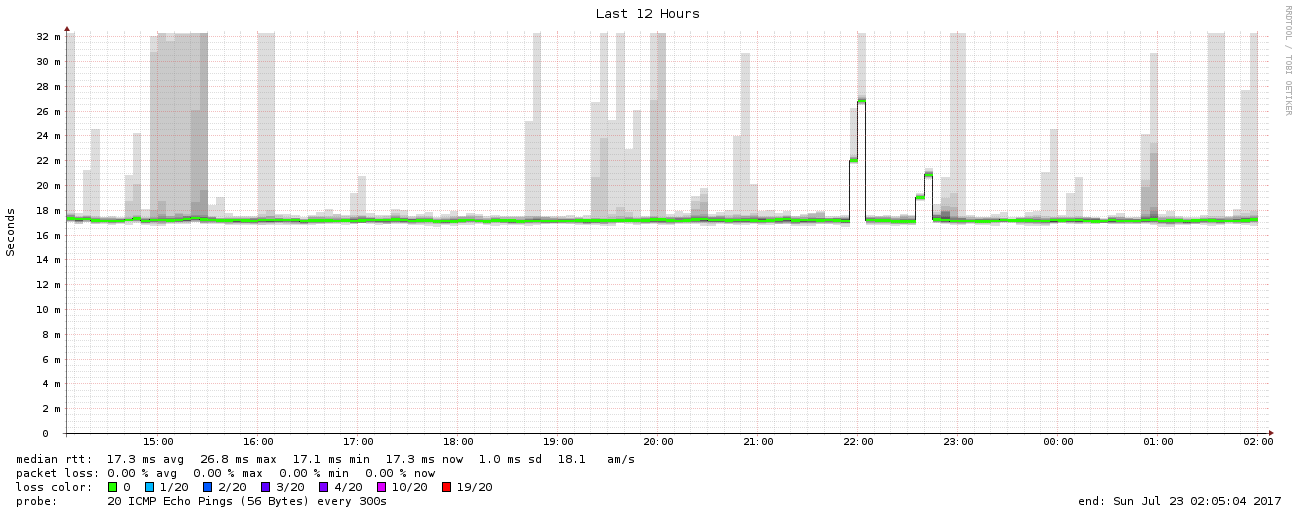 Last 12 Hours
RRDTOOL / TOBI OETIKER
Seconds
32 m
30 m
28 m
26 m
24 m
22 m
20 m
18 m
16 m
14 m
12 m
10 m
8 m
6 m
4 m
2 m
0
15:00 16:00 17:00 18:00 19:00 20:00 21:00 22:00 23:00 00:00 01:00 02:00
median rtt: 17.3 ms avg 26.8 ms max 17.1 ms min 17.3 ms now 1.0 ms sd 18.1 am/s
packet loss: 0.00 % avg 0.00 % max 0.00 % min 0.00 % now
loss color: 0 1/20 2/20 3/20 4/20 10/20 19/20
probe: 20 ICMP Echo Pings (56 Bytes) every 300s end: Sun Jul 23 02:05:04 2017